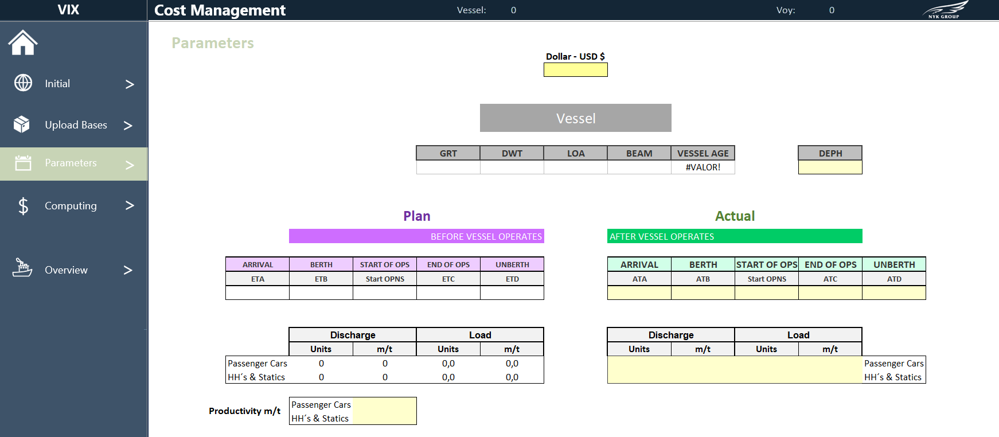 VIX
Cost Management
Vessel: 0
Voy: 0
NYK GROUP
Initial >
Upload Bases >
Parameters >
Computing >
Overview >
Parameters
Dollar - USD $
Vessel
GRT DWT LOA BEAM VESSEL AGE DEPH
#VALOR!
Plan Actual
BEFORE VESSEL OPERATES AFTER VESSEL OPERATES
ARRIVAL BERTH START OF OPS END OF OPS UNBERTH ARRIVAL BERTH START OF OPS END OF OPS UNBERTH
ETA ETB Start OPNS ETC ETD ATA ATB Start OPNS ATC ATD
Discharge Load Discharge Load
Units m/t Units m/t Units m/t Units m/t
Passenger Cars 0 0 0,0 0,0 Passenger Cars
HH´s & Statics 0 0 0,0 0,0 HH´s & Statics
Productivity m/t
Passenger Cars
HH´s & Statics